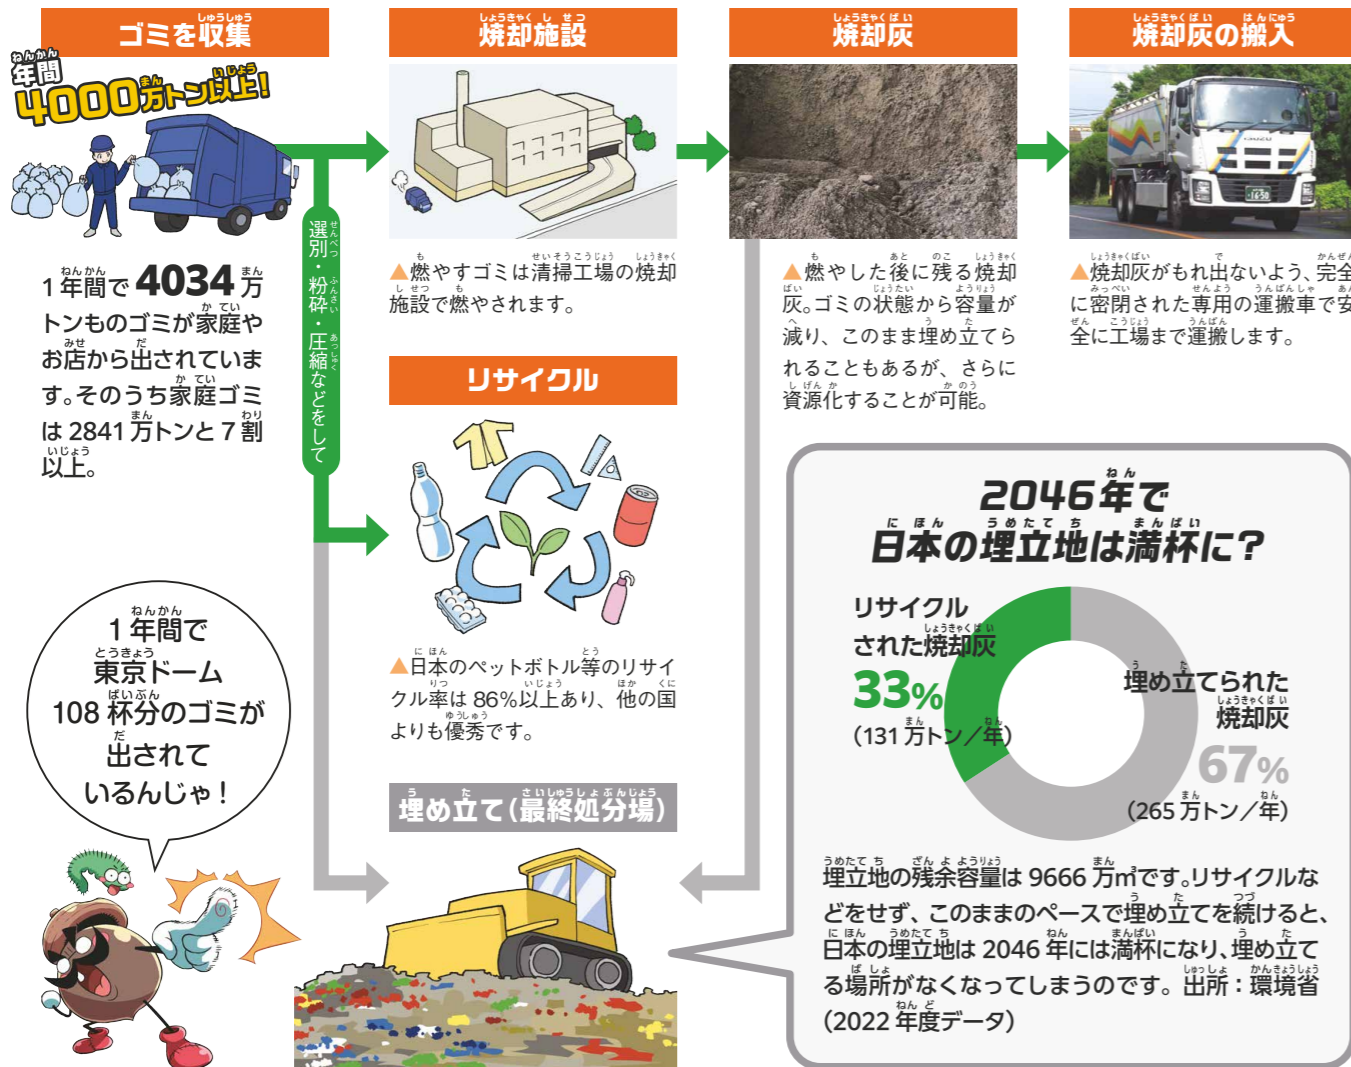 ゴミを収集
年間
4000万トン以上!
1年間で4034万
トンものゴミが家庭や
お店から出されていま
す。そのうち家庭ゴミ
は2841万トンと7割
以上。
選別・粉砕・圧縮などをして
焼却施設
▲燃やすゴミは清掃工場の焼却
施設で燃やされます。
焼却灰
▲燃やした後に残る焼却
灰。ゴミの状態から容量が
減り、このまま埋め立てら
れることもあるが、さらに
資源化することが可能。
焼却灰の搬入
ISUZU
16-50
▲焼却灰がもれ出ないよう、完全
に密閉された専用の運搬車で安
全に工場まで運搬します。
リサイクル
▲日本のペットボトル等のリサイ
クル率は86%以上あり、他の国
よりも優秀です。
埋め立て(最終処分場)
1年間で
東京ドーム
108杯分のゴミが
出されて
いるんじゃ!
2046年で
日本の埋立地は満杯に?
リサイクル
された焼却灰
33%
(131万トン/年)
埋め立てられた
焼却灰
67%
(265万トン/年)
埋立地の残余容量は9666万㎥です。リサイクルな
どをせず、このままのペースで埋め立てを続けると、
日本の埋立地は2046年には満杯になり、埋め立て
る場所がなくなってしまうのです。出所：環境省
(2022年度データ)